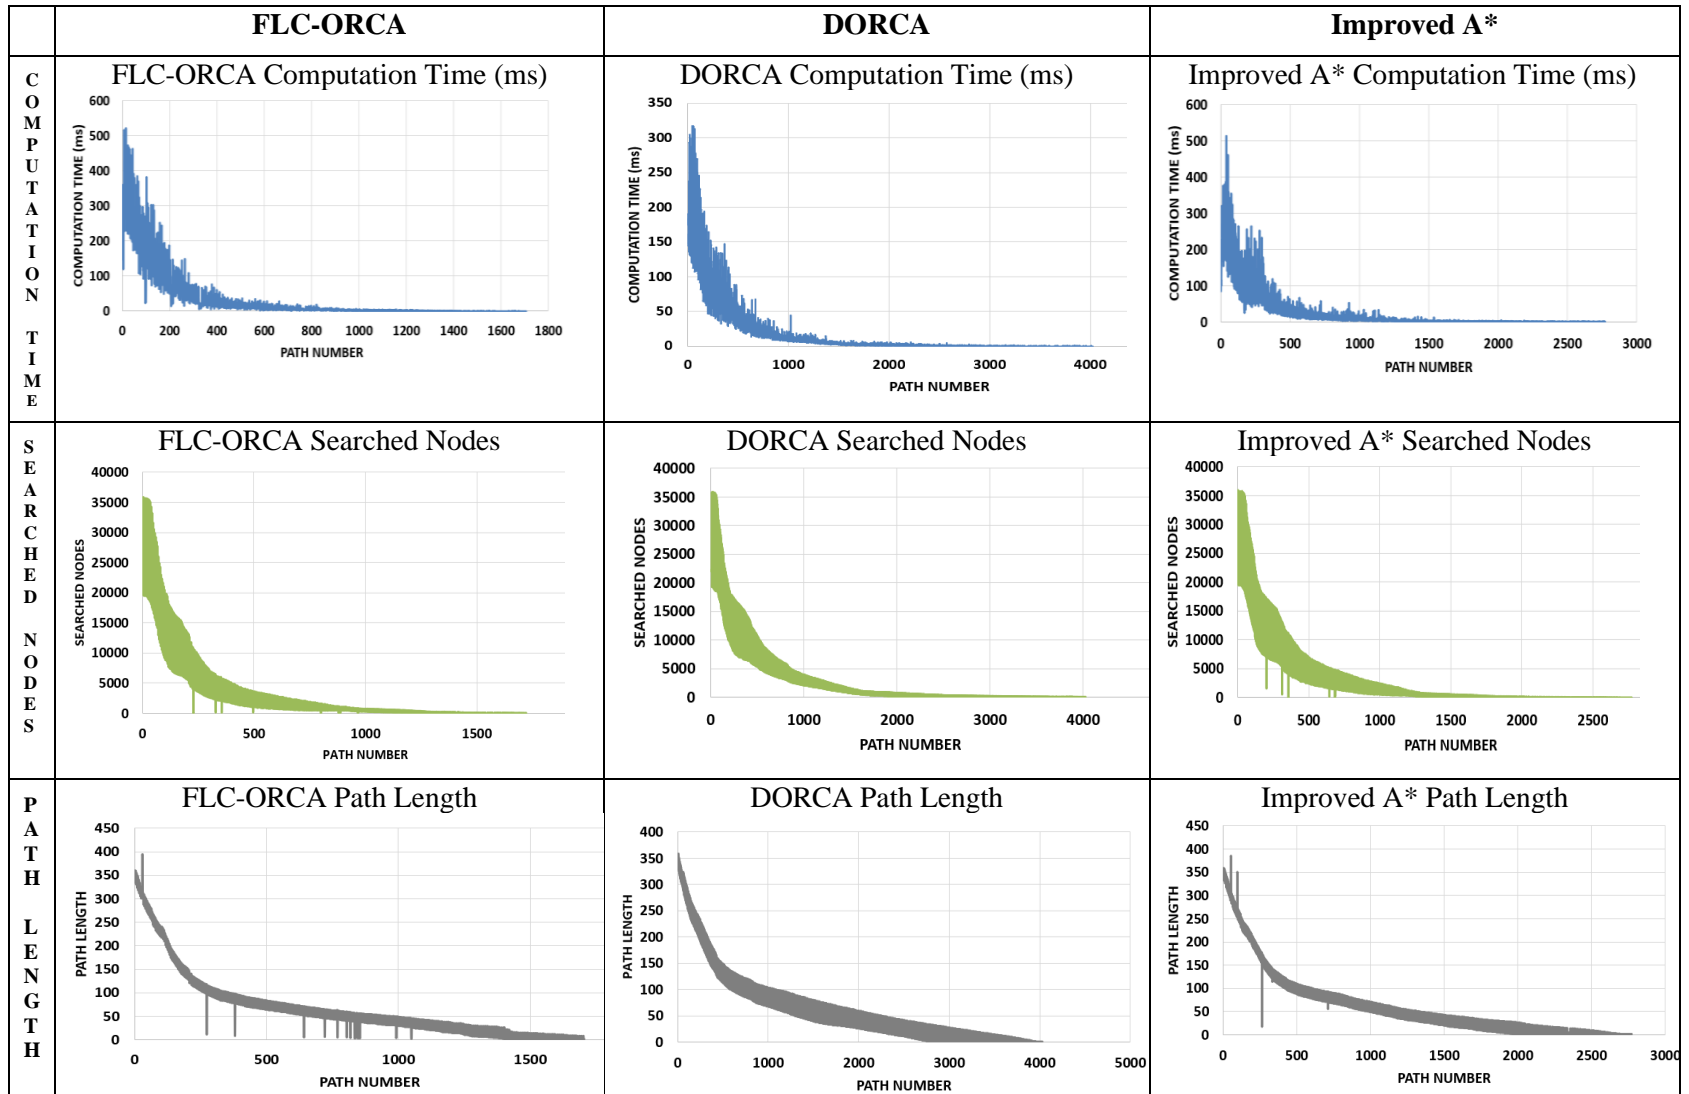 FLC-ORCA
DORCA
Improved A*
COMPUTATION TIME
FLC-ORCA Computation Time (ms)
600
500
400
300
200
100
0
COMPUTATION TIME (ms)
0 200 400 600 800 1000 1200 1400 1600 1800
PATH NUMBER
DORCA Computation Time (ms)
350
300
250
200
150
100
50
0
COMPUTATION TIME (ms)
0 1000 2000 3000 4000
PATH NUMBER
Improved A* Computation Time (ms)
600
500
400
300
200
100
0
COMPUTATION TIME (ms)
0 500 1000 1500 2000 2500 3000
PATH NUMBER
SEARCHED NODES
FLC-ORCA Searched Nodes
40000
35000
30000
25000
20000
15000
10000
5000
0
SEARCHED NODES
0 500 1000 1500
PATH NUMBER
DORCA Searched Nodes
40000
35000
30000
25000
20000
15000
10000
5000
0
SEARCHED NODES
0 1000 2000 3000 4000
PATH NUMBER
Improved A* Searched Nodes
40000
35000
30000
25000
20000
15000
10000
5000
0
SEARCHED NODES
0 500 1000 1500 2000 2500
PATH NUMBER
PATH LENGTH
FLC-ORCA Path Length
450
400
350
300
250
200
150
100
50
0
PATH LENGTH
0 500 1000 1500
PATH NUMBER
DORCA Path Length
400
350
300
250
200
150
100
50
0
PATH LENGTH
0 1000 2000 3000 4000 5000
PATH NUMBER
Improved A* Path Length
450
400
350
300
250
200
150
100
50
0
PATH LENGTH
0 500 1000 1500 2000 2500 3000
PATH NUMBER